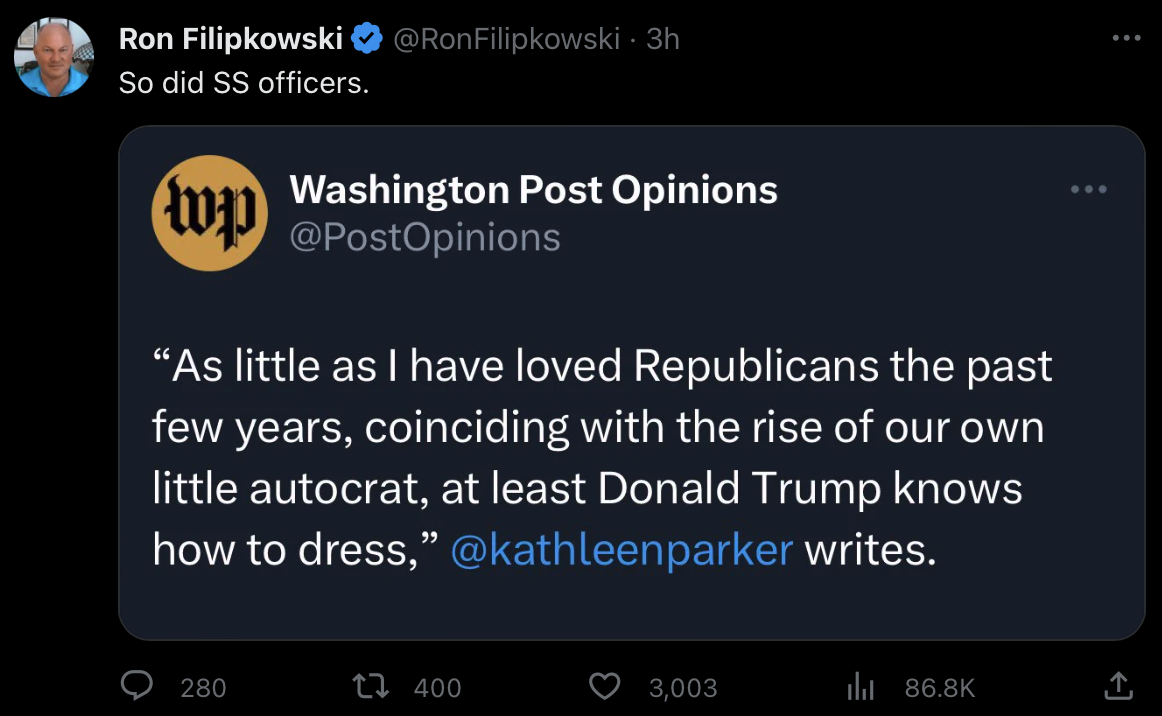 Ron Filipkowski @RonFilipkowski · 3h
So did SS officers.
wp
Washington Post Opinions
@PostOpinions
“As little as I have loved Republicans the past
few years, coinciding with the rise of our own
little autocrat, at least Donald Trump knows
how to dress,” @kathleenparker writes.
280 400 3,003 86.8K